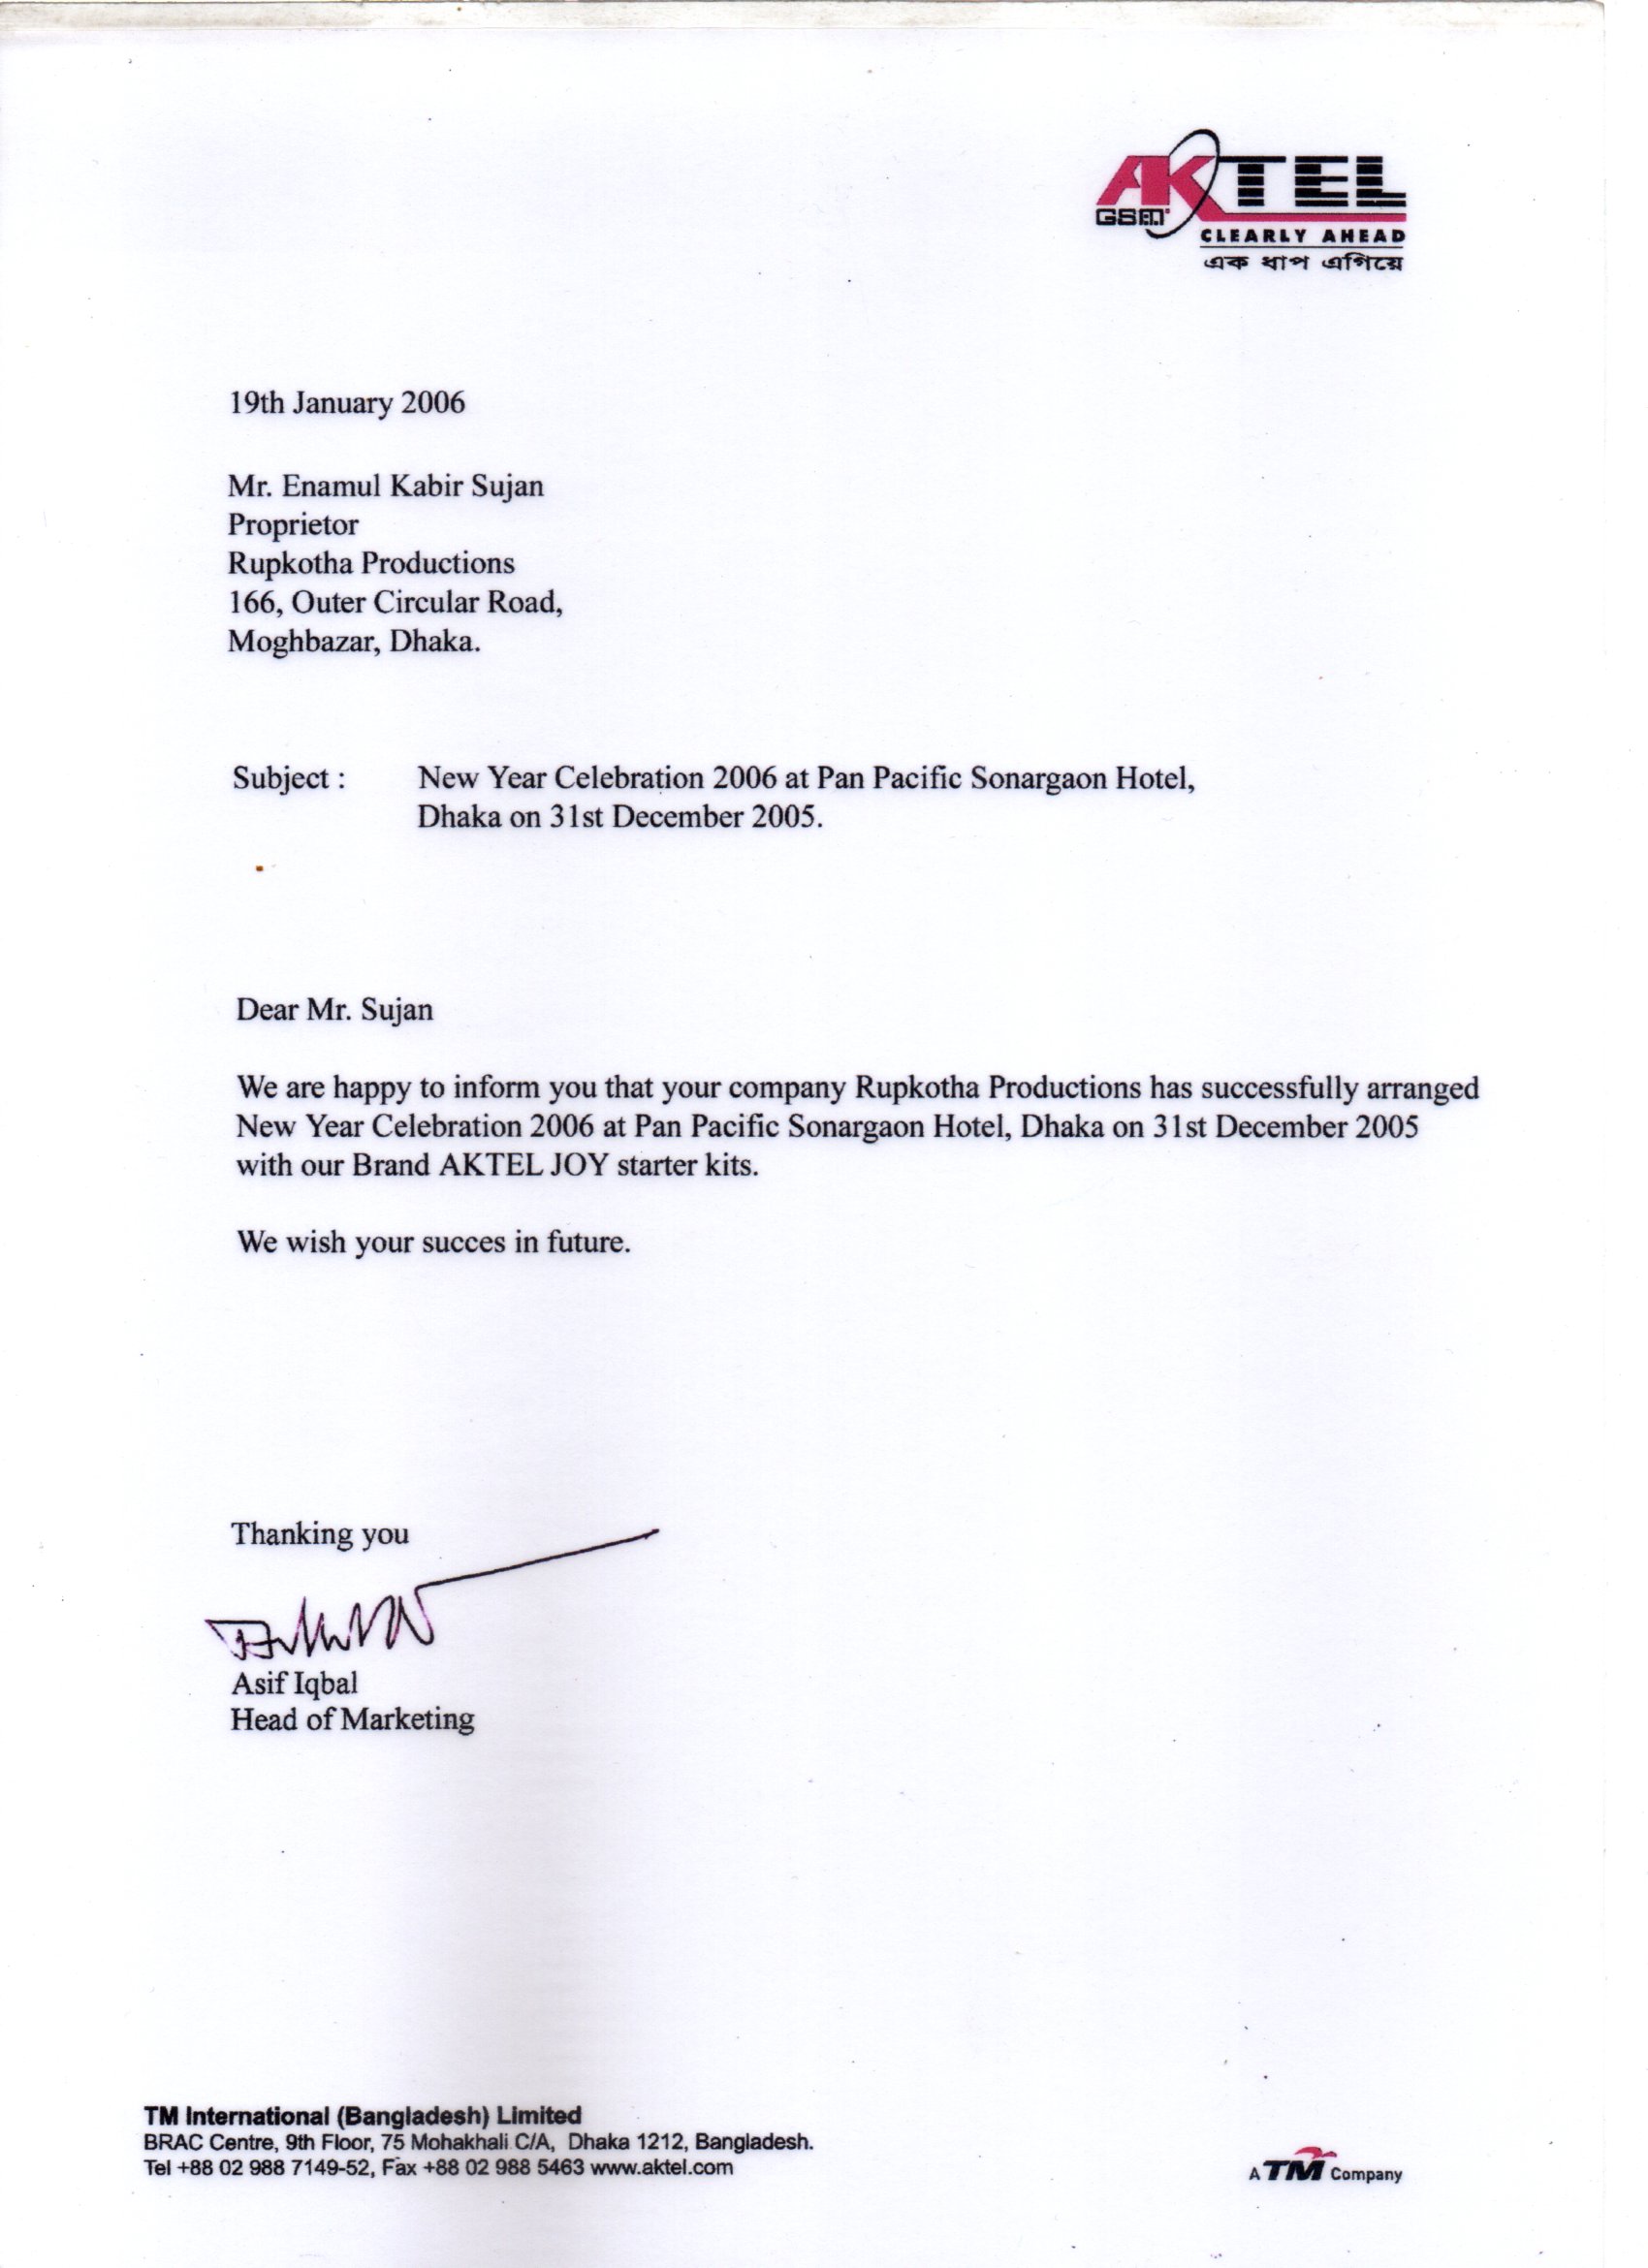 AKTEL
GSM
CLEARLY AHEAD
এক ধাপ এগিয়ে
19th January 2006
Mr. Enamul Kabir Sujan
Proprietor
Rupkotha Productions
166, Outer Circular Road,
Moghbazar, Dhaka.
Subject : New Year Celebration 2006 at Pan Pacific Sonargaon Hotel,
Dhaka on 31st December 2005.
Dear Mr. Sujan
We are happy to inform you that your company Rupkotha Productions has successfully arranged
New Year Celebration 2006 at Pan Pacific Sonargaon Hotel, Dhaka on 31st December 2005
with our Brand AKTEL JOY starter kits.
We wish your succes in future.
Thanking you
Asif Iqbal
Head of Marketing
TM International (Bangladesh) Limited
BRAC Centre, 9th Floor, 75 Mohakhali C/A, Dhaka 1212, Bangladesh.
Tel +88 02 988 7149-52, Fax +88 02 988 5463 www.aktel.com
A TM Company